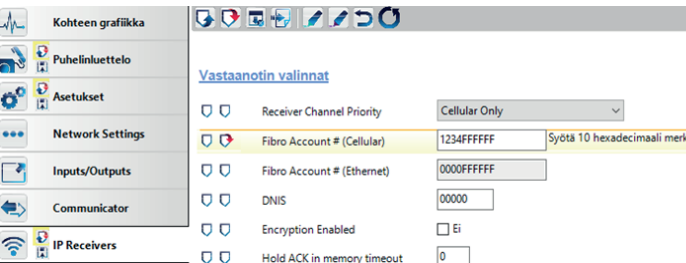 Kohteen grafiikka
Puhelinluettelo
Asetukset
Network Settings
Inputs/Outputs
Communicator
IP Receivers
Vastaanotin valinnat
Receiver Channel Priority Cellular Only
Fibro Account # (Cellular) 1234FFFFFF Syötä 10 hexadecimaali merk
Fibro Account # (Ethernet) 0000FFFFFF
DNIS 00000
Encryption Enabled Ei
Hold ACK in memory timeout 0